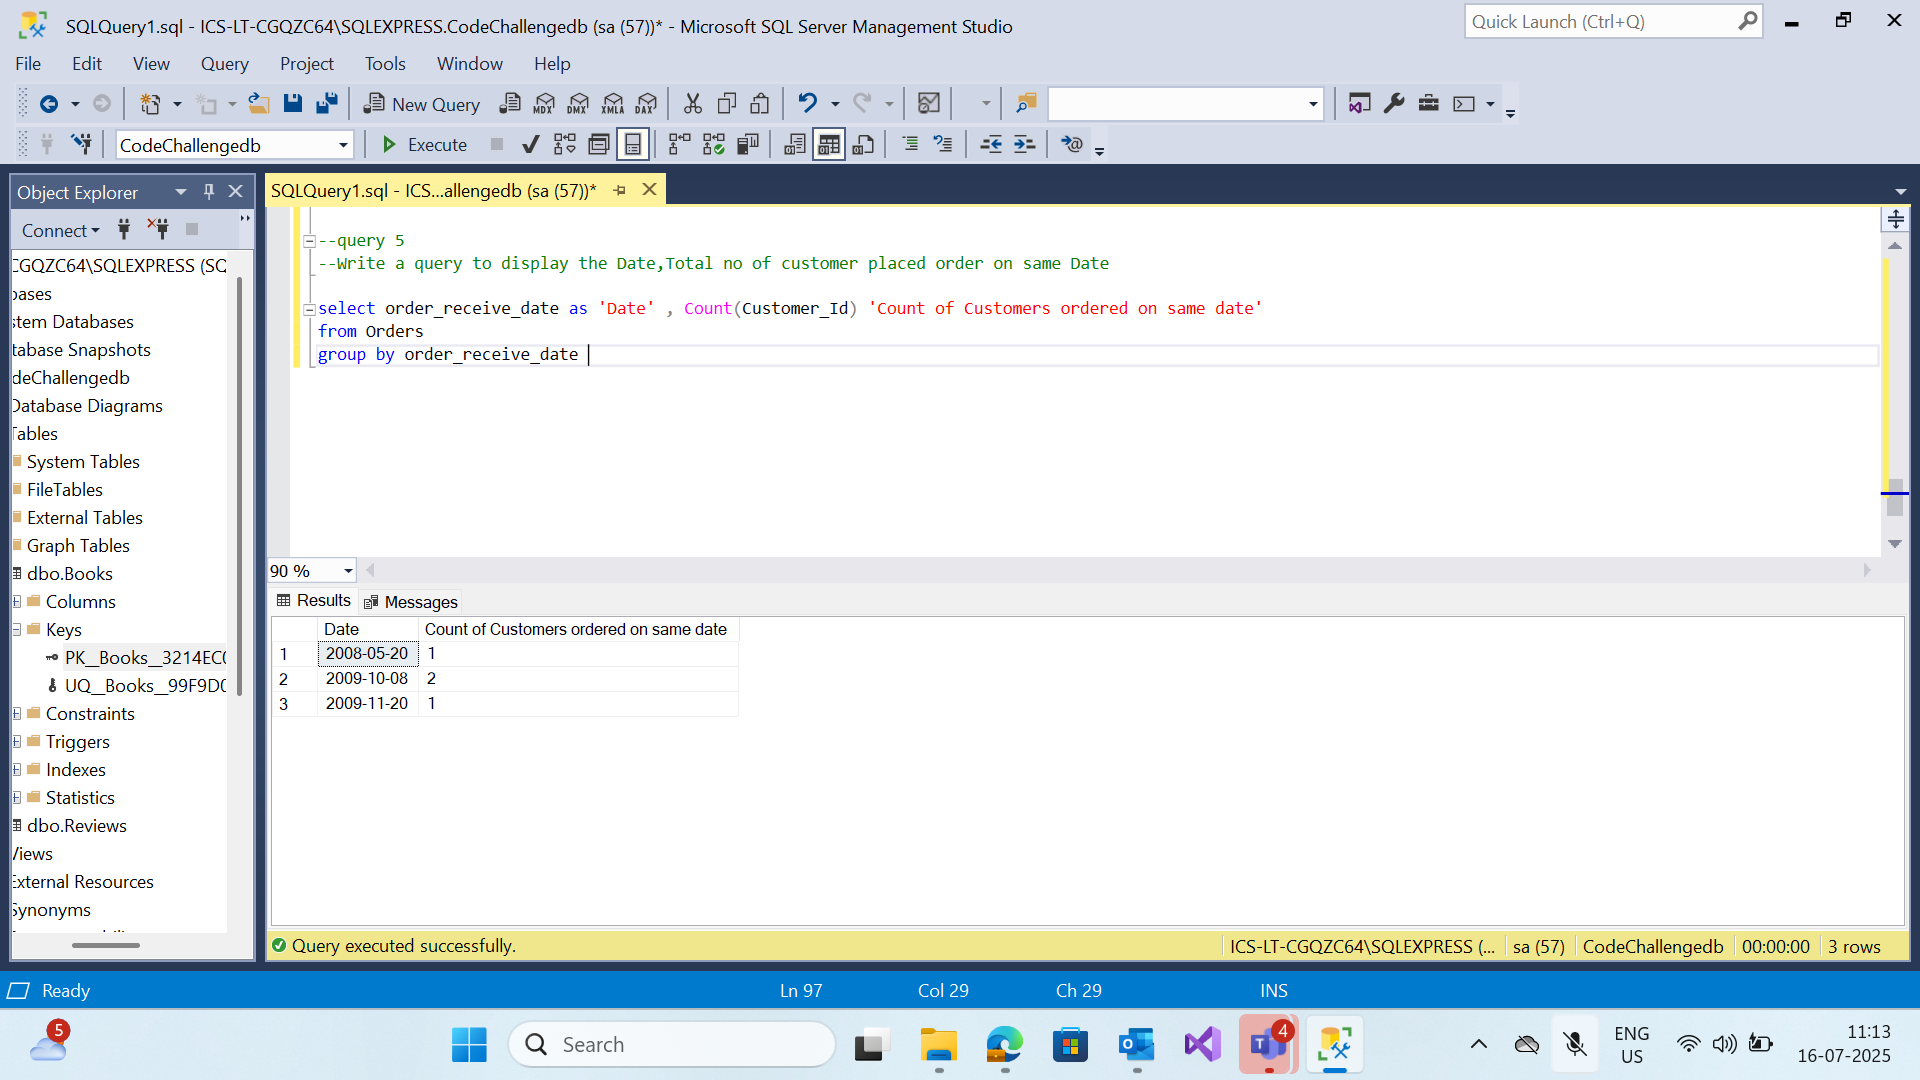 SQLQuery1.sql - ICS-LT-CGQZC64\SQLEXPRESS.CodeChallengedb (sa (57))* - Microsoft SQL Server Management Studio
Quick Launch (Ctrl+Q)
File Edit View Query Project Tools Window Help
New Query
MDX DMX XMLA DAX
CodeChallengedb
Execute
Object Explorer
SQLQuery1.sql - ICS...allengedb (sa (57))*
Connect
CGQZC64\SQLEXPRESS (SQ
bases
stem Databases
tabase Snapshots
deChallengedb
Database Diagrams
Tables
System Tables
FileTables
External Tables
Graph Tables
dbo.Books
Columns
Keys
PK__Books__3214EC0
UQ__Books__99F9D0
Constraints
Triggers
Indexes
Statistics
dbo.Reviews
Views
External Resources
Synonyms
--query 5
--Write a query to display the Date,Total no of customer placed order on same Date
select order_receive_date as 'Date' , Count(Customer_Id) 'Count of Customers ordered on same date'
from Orders
group by order_receive_date
90 %
Results Messages
Date Count of Customers ordered on same date
1 2008-05-20 1
2 2009-10-08 2
3 2009-11-20 1
Query executed successfully.
ICS-LT-CGQZC64\SQLEXPRESS (... sa (57) CodeChallengedb 00:00:00 3 rows
Ready Ln 97 Col 29 Ch 29 INS
5
Search
4
ENG
US
11:13
16-07-2025